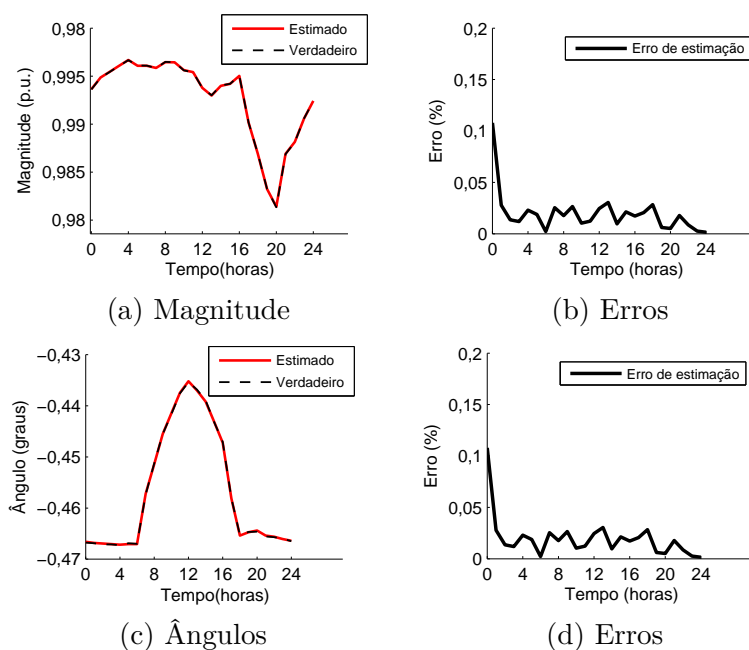 0,98
0,995
0,99
0,985
0,98
Magnitude (p.u.)
Estimado
Verdadeiro
0 4 8 12 16 20 24
Tempo(horas)
(a) Magnitude
0,2
0,15
0,1
0,05
0
Erro (%)
Erro de estimação
0 4 8 12 16 20 24
Tempo (horas)
(b) Erros
−0,43
−0,44
−0,45
−0,46
−0,47
Ângulo (graus)
Estimado
Verdadeiro
0 4 8 12 16 20 24
Tempo(horas)
(c) Ângulos
0,2
0,15
0,1
0,05
0
Erro (%)
Erro de estimação
0 4 8 12 16 20 24
Tempo (horas)
(d) Erros